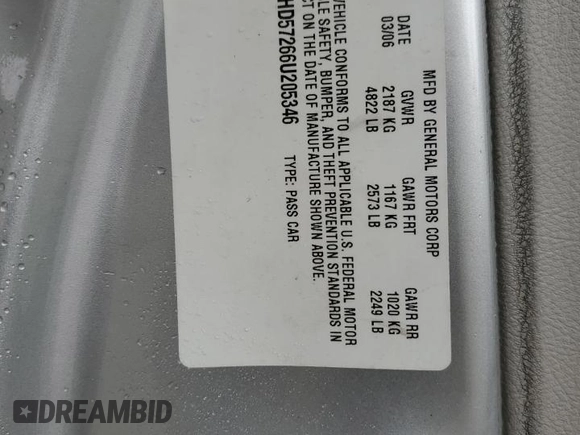 MFD BY GENERAL MOTORS CORP
DATE GVWR GAWR FRT GAWR RR
03/06 2187 KG 1167 KG 1020 KG
4822 LB 2573 LB 2249 LB
VEHICLE CONFORMS TO ALL APPLICABLE U.S. FEDERAL MOTOR
LE SAFETY, BUMPER, AND THEFT PREVENTION STANDARDS IN
CT ON THE DATE OF MANUFACTURE SHOWN ABOVE.
HD57266U205346 TYPE: PASS CAR
DREAMBID